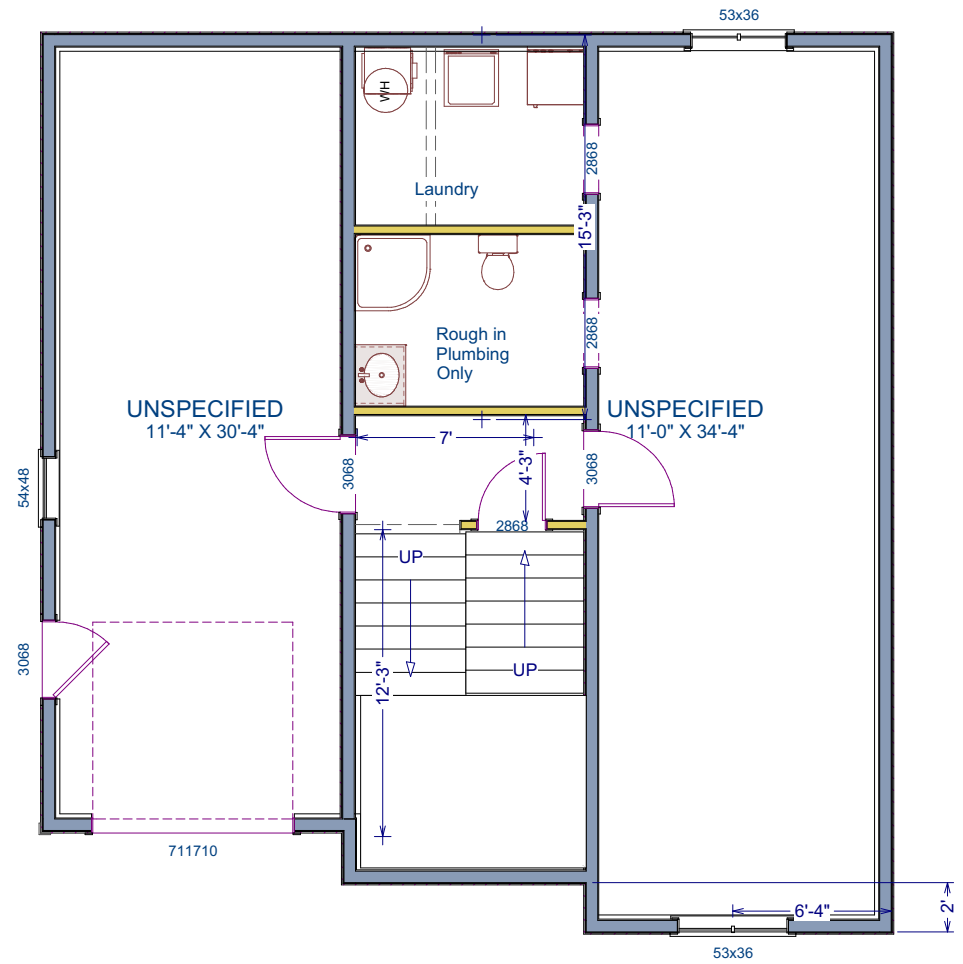 53x36
WH
2868
Laundry
15'-3"
Rough in
Plumbing
Only
2868
UNSPECIFIED
11'-4" X 30'-4"
UNSPECIFIED
11'-0" X 34'-4"
7'
4'-3"
3068
3068
54x48
2868
UP
UP
3068
12'-3"
711710
6'-4"
2'
53x36